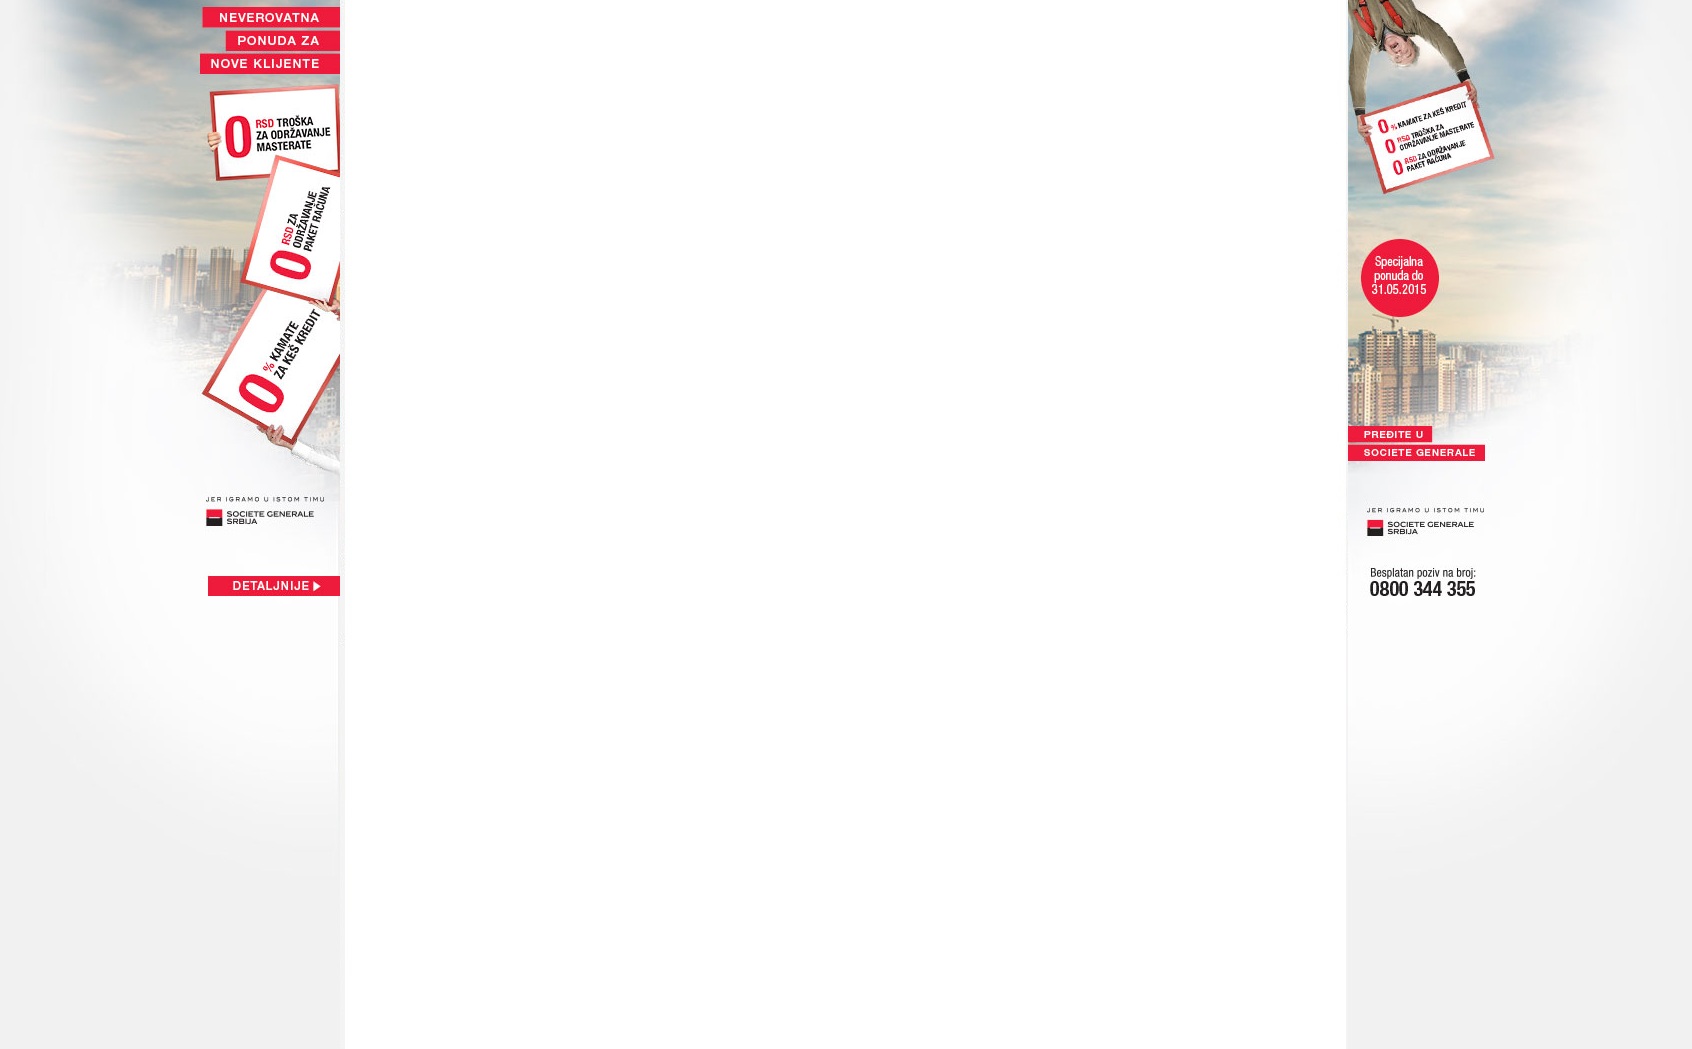 NEVEROVATNA
PONUDA ZA
NOVE KLIJENTE
0 RSD TROŠKA
ZA ODRŽAVANJE
MASTERATE
0 RSD ZA
ODRŽAVANJE
PAKET RAČUNA
0 % KAMATE
ZA KEŠ KREDIT
JER IGRAMO U ISTOM TIMU
SOCIETE GENERALE
SRBIJA
DETALJNIJE
0 % KAMATE ZA KEŠ KREDIT
0 RSD TROŠKA ZA
ODRŽAVANJE MASTERATE
0 RSD ZA ODRŽAVANJE
PAKET RAČUNA
Specijalna
ponuda do
31.05.2015
PREĐITE U
SOCIETE GENERALE
JER IGRAMO U ISTOM TIMU
SOCIETE GENERALE
SRBIJA
Besplatan poziv na broj:
0800 344 355